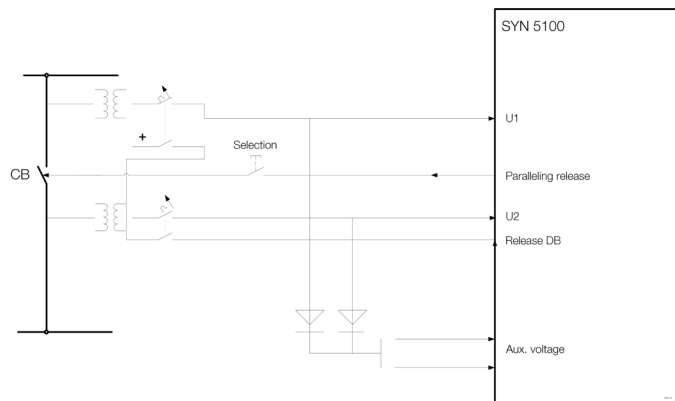 SYN 5100
U1
+
Selection
CB
Paralleling release
U2
Release DB
Aux. voltage